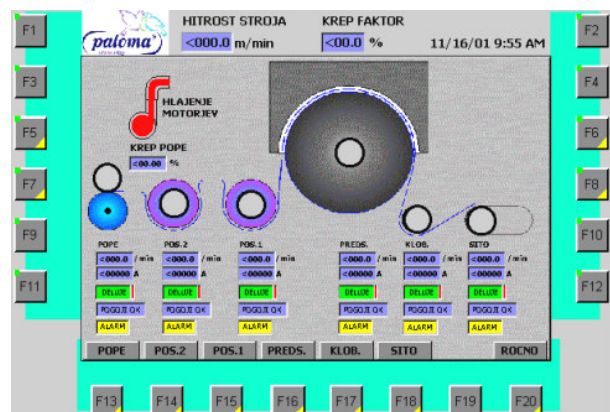 F1
HITROST STROJA KREP FAKTOR
F2
paloma
<000.0 m/min <00.0 % 11/16/01 9:55 AM
F3
HLAJENJE
MOTORJEV
F4
F5
KREP POPE
<00.00 %
F6
F7
F8
F9
POPE POS.2 POS.1 PREDS. KLOB. SITO
F10
<000.0 / min <000.0 / min <000.0 / min <000.0 / min <000.0 / min <000.0 / min
<00000 A <00000 A <00000 A <00000 A <00000 A <00000 A
F11
DELUJE DELUJE DELUJE DELUJE DELUJE DELUJE
F12
POGOJI OK POGOJI OK POGOJI OK POGOJI OK POGOJI OK POGOJI OK
ALARM ALARM ALARM ALARM ALARM ALARM
POPE POS.2 POS.1 PREDS. KLOB. SITO ROCNO
F13 F14 F15 F16 F17 F18 F19 F20